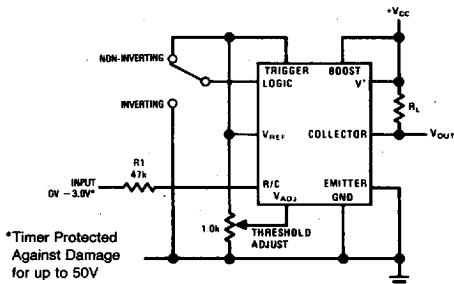 +VCC
NON-INVERTING
TRIGGER BOOST
LOGIC V+
RL
INVERTING
VREF COLLECTOR VOUT
R1
47k
INPUT
0V –3.0V*
R/C EMITTER
VADJ GND
1.0k THRESHOLD
ADJUST
*Timer Protected
Against Damage
for up to 50V